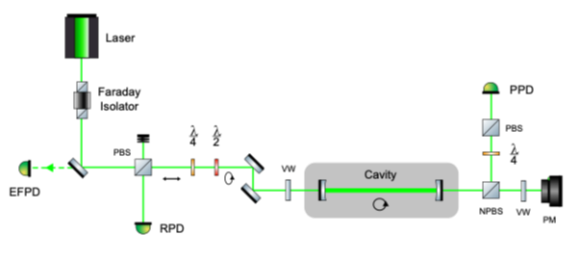 Laser
Faraday
Isolator
PPD
PBS
λ
4
λ
2
PBS
λ
4
VW
Cavity
EFPD
RPD
NPBS
VW
PM